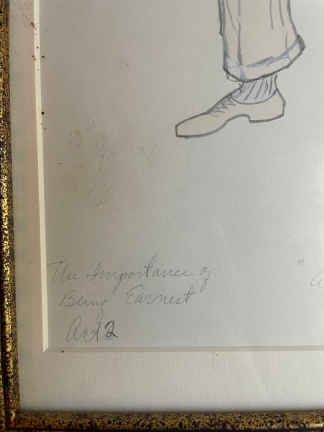 The Importance of
Being Earnest
Act 2